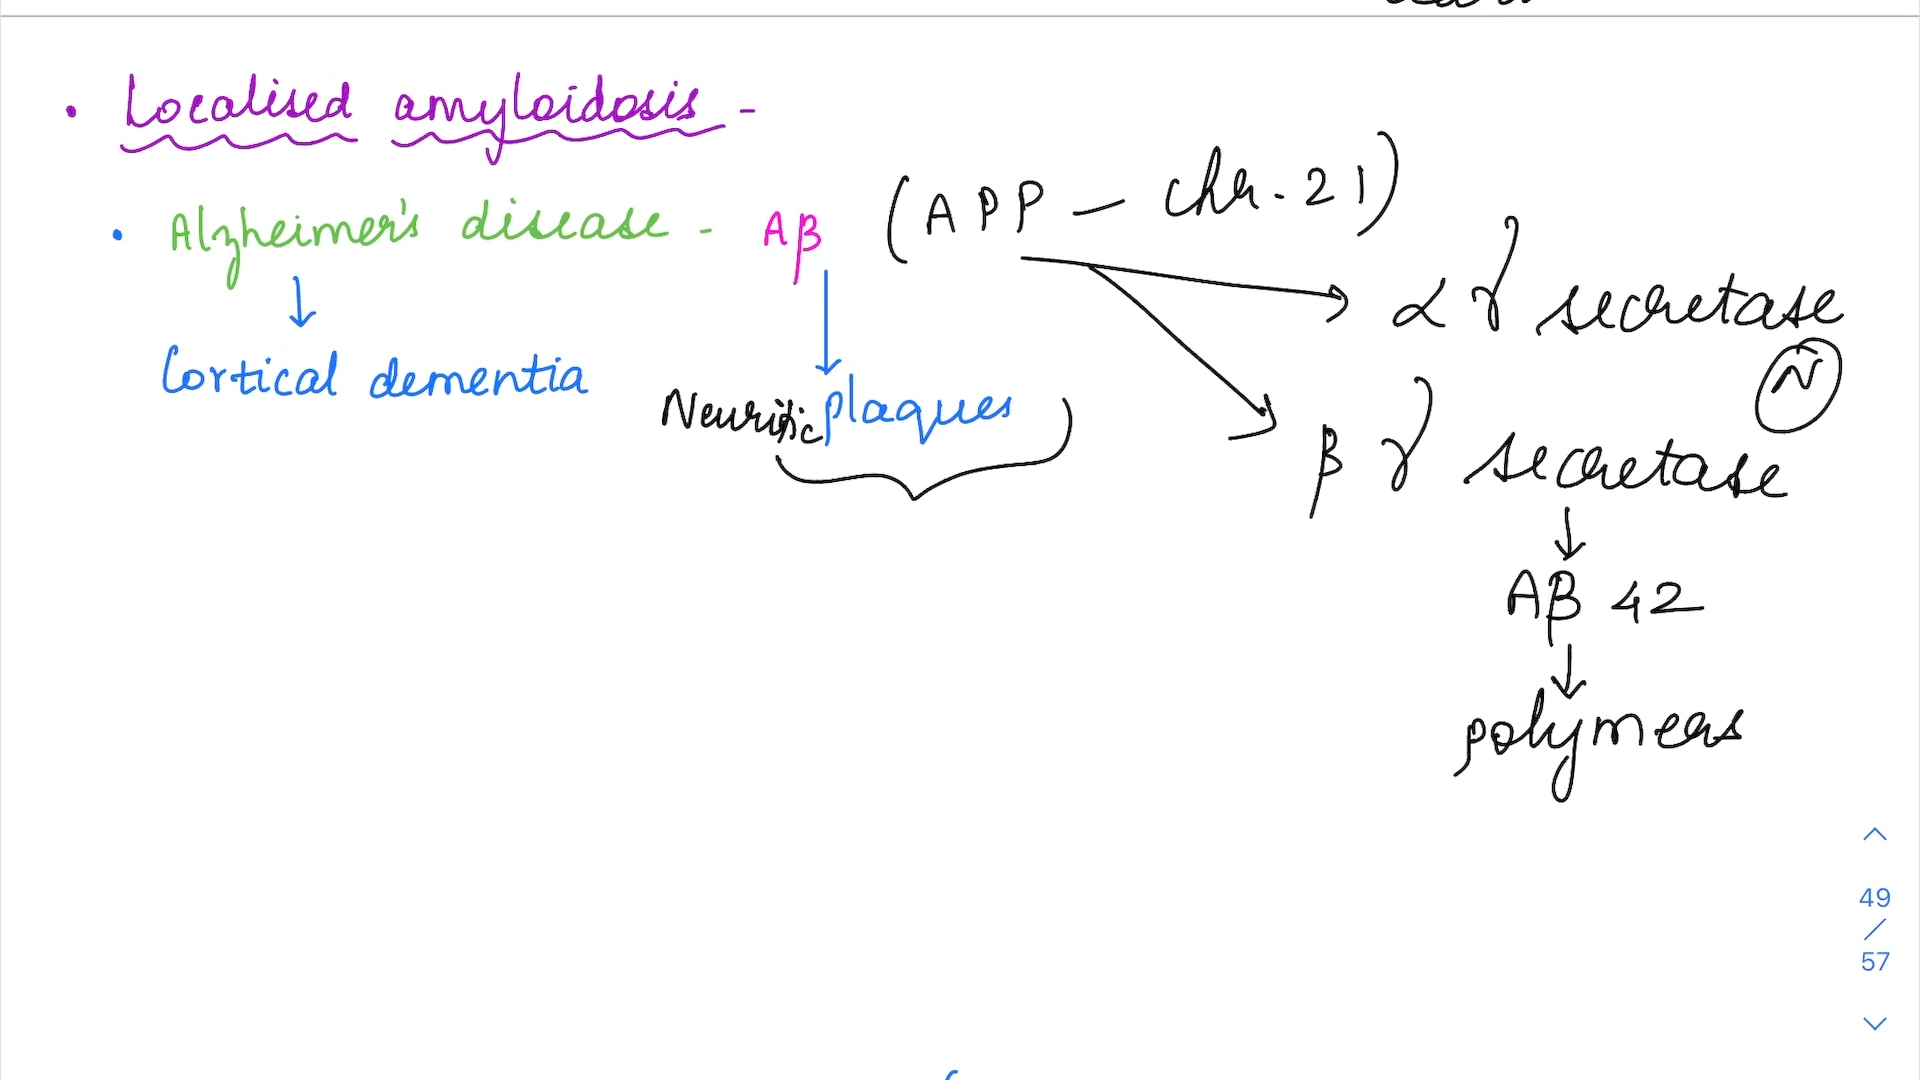 • Localised amyloidosis -
• Alzheimer's disease - Aβ (APP – chr. 21)
↓
Cortical dementia
↓
Neuritic plaques
α γ secretase
N
β γ secretase
↓
Aβ 42
↓
polymers
49
/
57